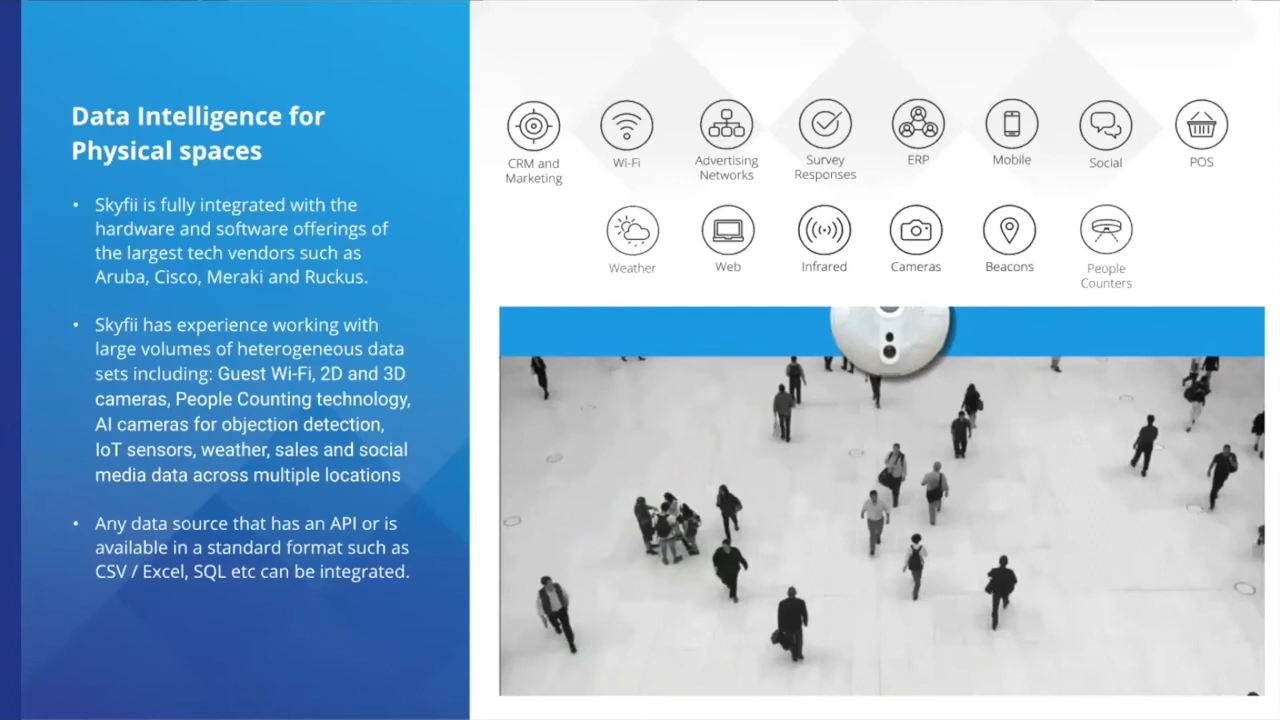 Data Intelligence for
Physical spaces
• Skyfii is fully integrated with the
hardware and software offerings of
the largest tech vendors such as
Aruba, Cisco, Meraki and Ruckus.
• Skyfii has experience working with
large volumes of heterogeneous data
sets including: Guest Wi-Fi, 2D and 3D
cameras, People Counting technology,
AI cameras for objection detection,
IoT sensors, weather, sales and social
media data across multiple locations
• Any data source that has an API or is
available in a standard format such as
CSV / Excel, SQL etc can be integrated.
CRM and
Marketing
Wi-Fi
Advertising
Networks
Survey
Responses
ERP
Mobile
Social
POS
Weather
Web
Infrared
Cameras
Beacons
People
Counters